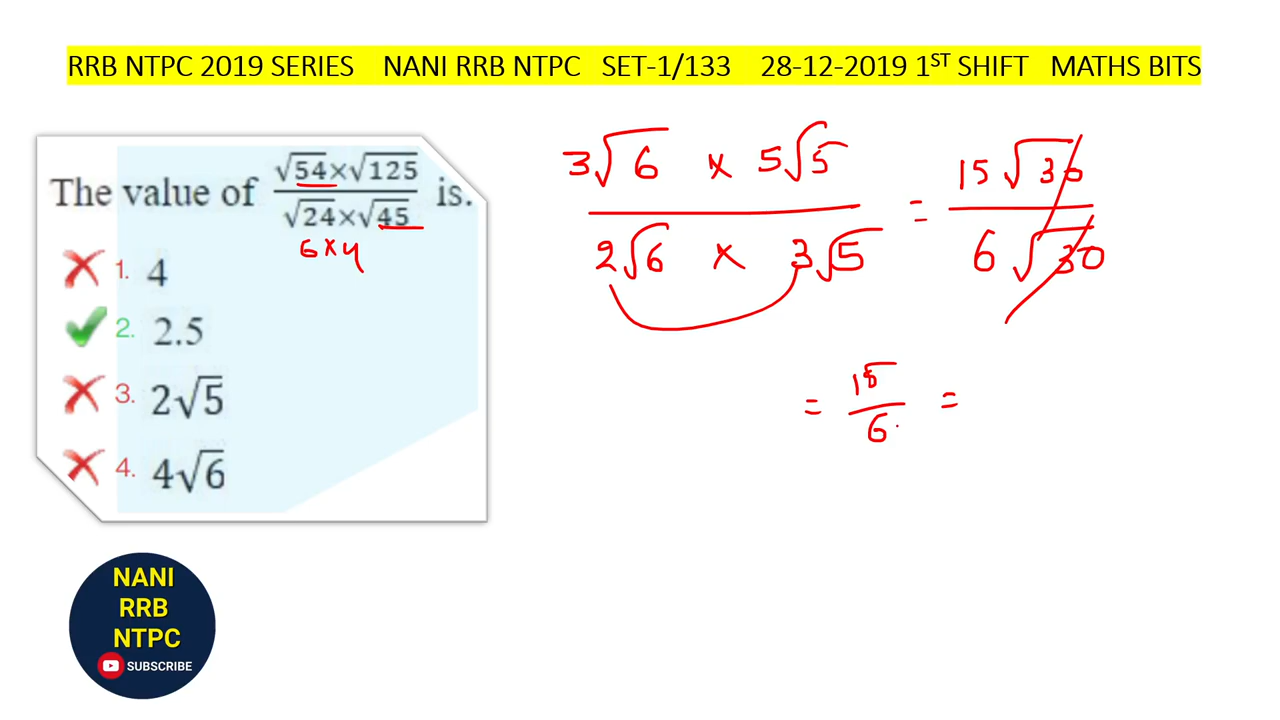 RRB NTPC 2019 SERIES NANI RRB NTPC SET-1/133 28-12-2019 1ST SHIFT MATHS BITS
The value of √54×√125 / √24×√45 is.
6×4
1. 4
2. 2.5
3. 2√5
4. 4√6
3√6 × 5√5 / 2√6 × 3√5 = 15√30 / 6√30
= 15/6 =
NANI
RRB
NTPC
SUBSCRIBE